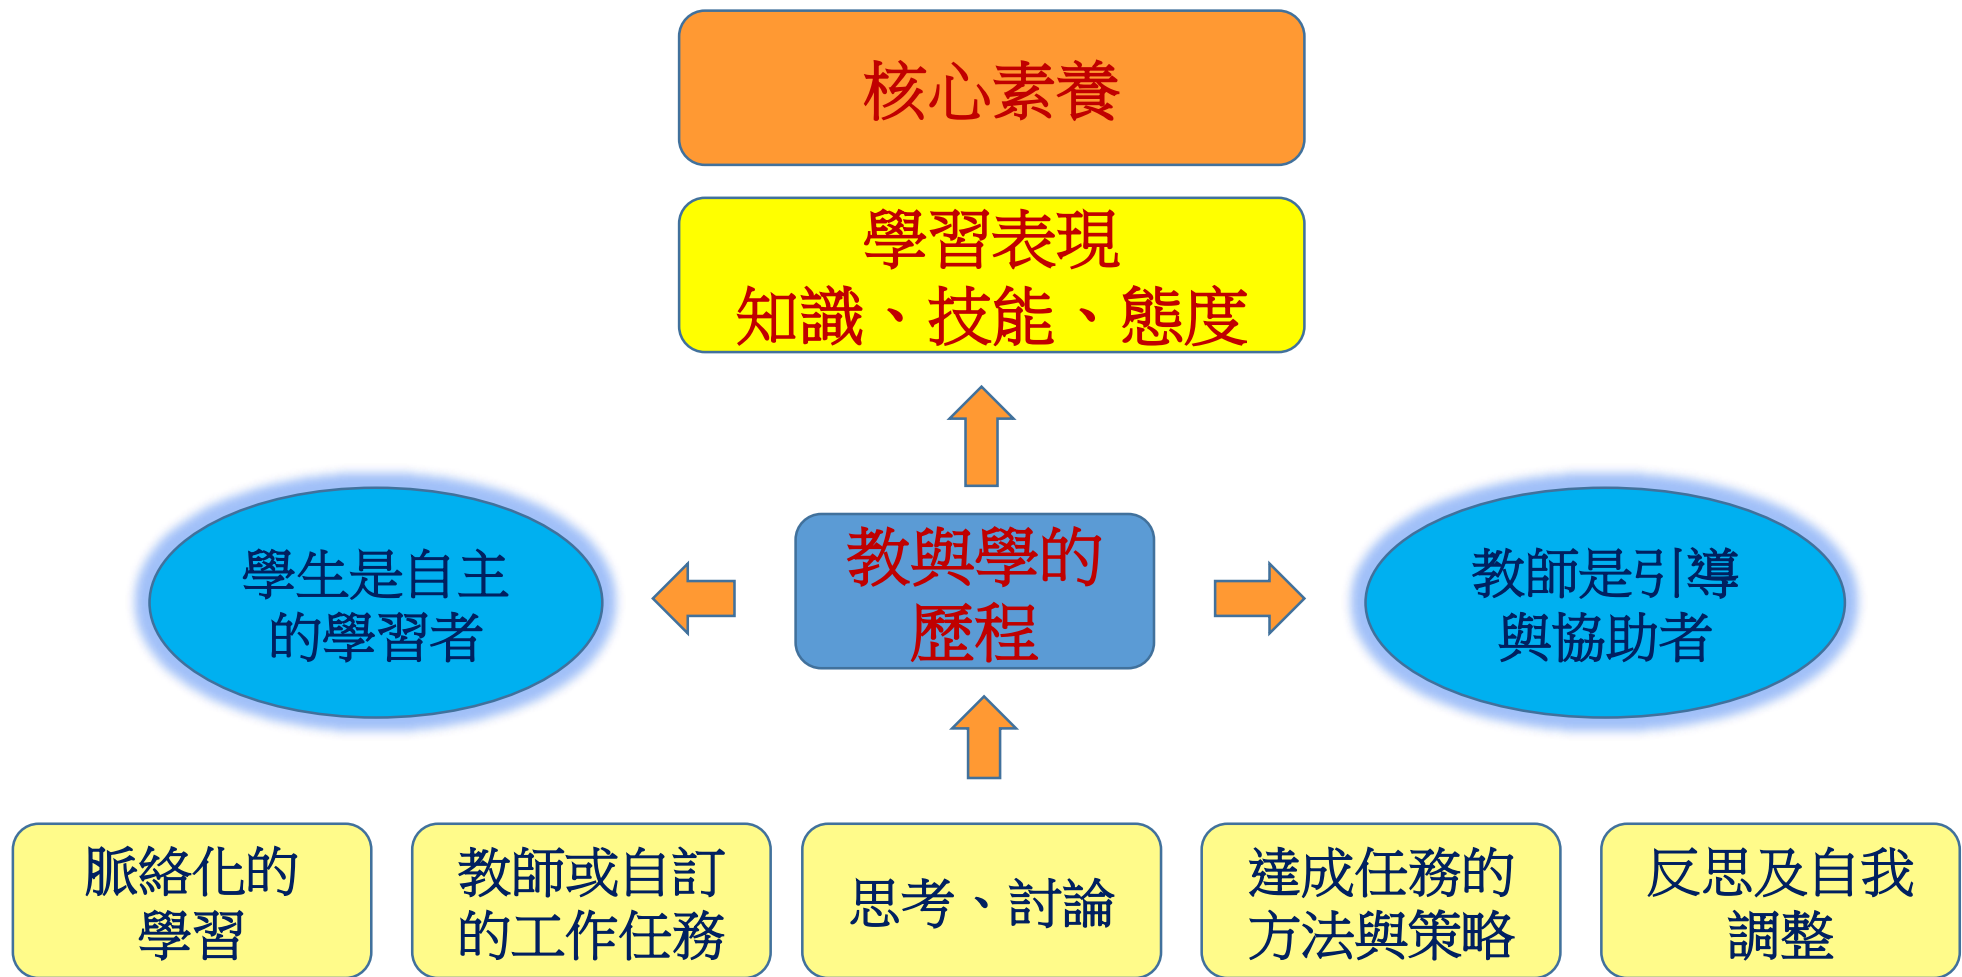 核心素養
學習表現
知識、技能、態度
教與學的
歷程
學生是自主
的學習者
教師是引導
與協助者
脈絡化的
學習
教師或自訂
的工作任務
思考、討論
達成任務的
方法與策略
反思及自我
調整